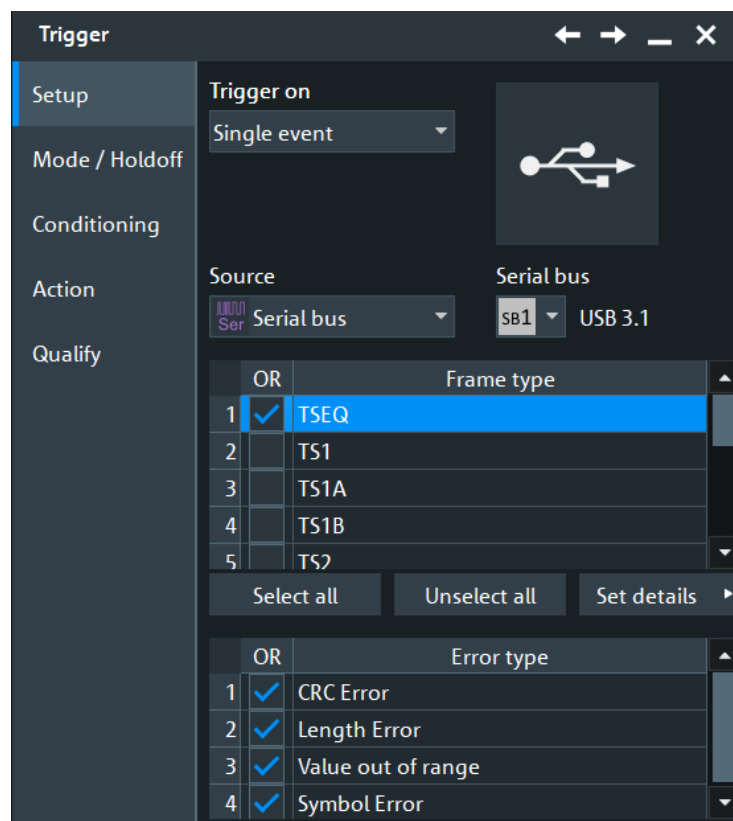 Trigger
Setup
Mode / Holdoff
Conditioning
Action
Qualify
Trigger on
Single event
Source
Serial bus
Ser Serial bus
SB1 USB 3.1
OR Frame type
1 TSEQ
2 TS1
3 TS1A
4 TS1B
5 TS2
Select all Unselect all Set details
OR Error type
1 CRC Error
2 Length Error
3 Value out of range
4 Symbol Error